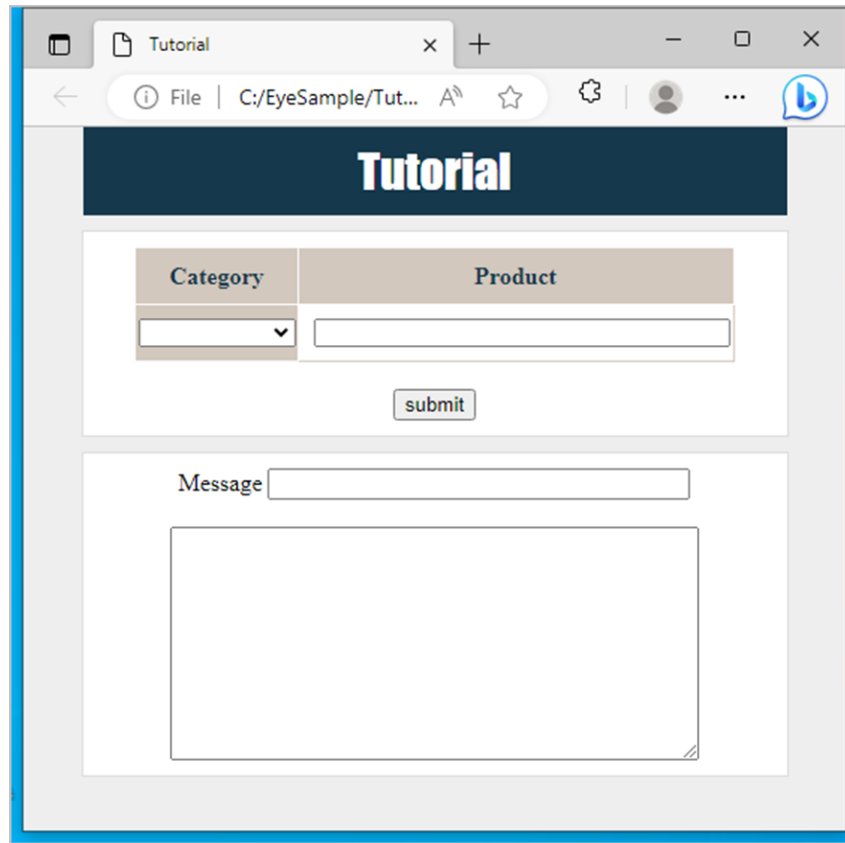 Tutorial
File | C:/EyeSample/Tut...
Tutorial
Category Product
submit
Message